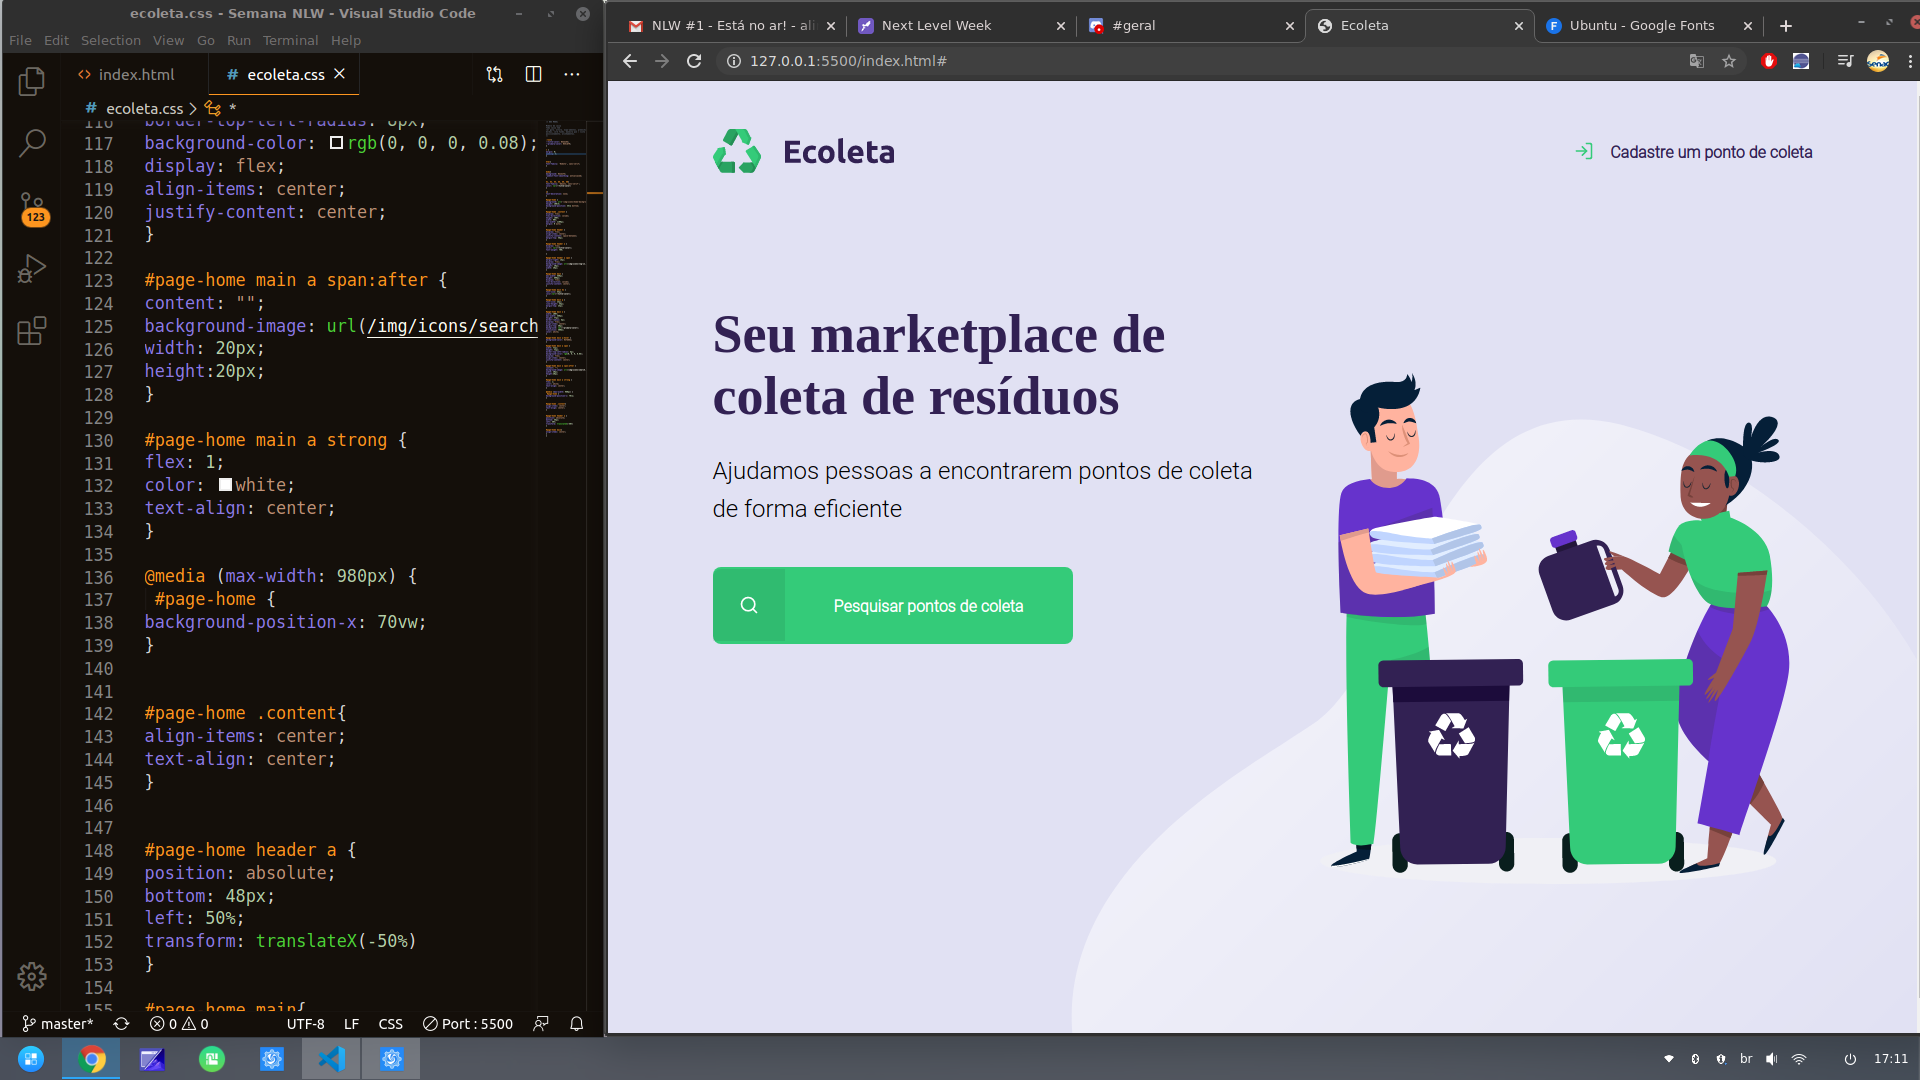 ecoleta.css - Semana NLW - Visual Studio Code
File Edit Selection View Go Run Terminal Help
index.html
# ecoleta.css
# ecoleta.css > *
116 border-top-left-radius: 8px;
117 background-color: rgb(0, 0, 0, 0.08);
118 display: flex;
119 align-items: center;
120 justify-content: center;
121 }
122
123 #page-home main a span:after {
124 content: "";
125 background-image: url(/img/icons/search
126 width: 20px;
127 height:20px;
128 }
129
130 #page-home main a strong {
131 flex: 1;
132 color: white;
133 text-align: center;
134 }
135
136 @media (max-width: 980px) {
137 #page-home {
138 background-position-x: 70vw;
139 }
140
141
142 #page-home .content{
143 align-items: center;
144 text-align: center;
145 }
146
147
148 #page-home header a {
149 position: absolute;
150 bottom: 48px;
151 left: 50%;
152 transform: translateX(-50%)
153 }
154
155 #page-home main{
123
master* 0 0 UTF-8 LF CSS Port : 5500
NLW #1 - Está no ar! - ali
Next Level Week
#geral
Ecoleta
Ubuntu - Google Fonts
127.0.0.1:5500/index.html#
senac
Ecoleta
Cadastre um ponto de coleta
Seu marketplace de
coleta de resíduos
Ajudamos pessoas a encontrarem pontos de coleta
de forma eficiente
Pesquisar pontos de coleta
br 17:11